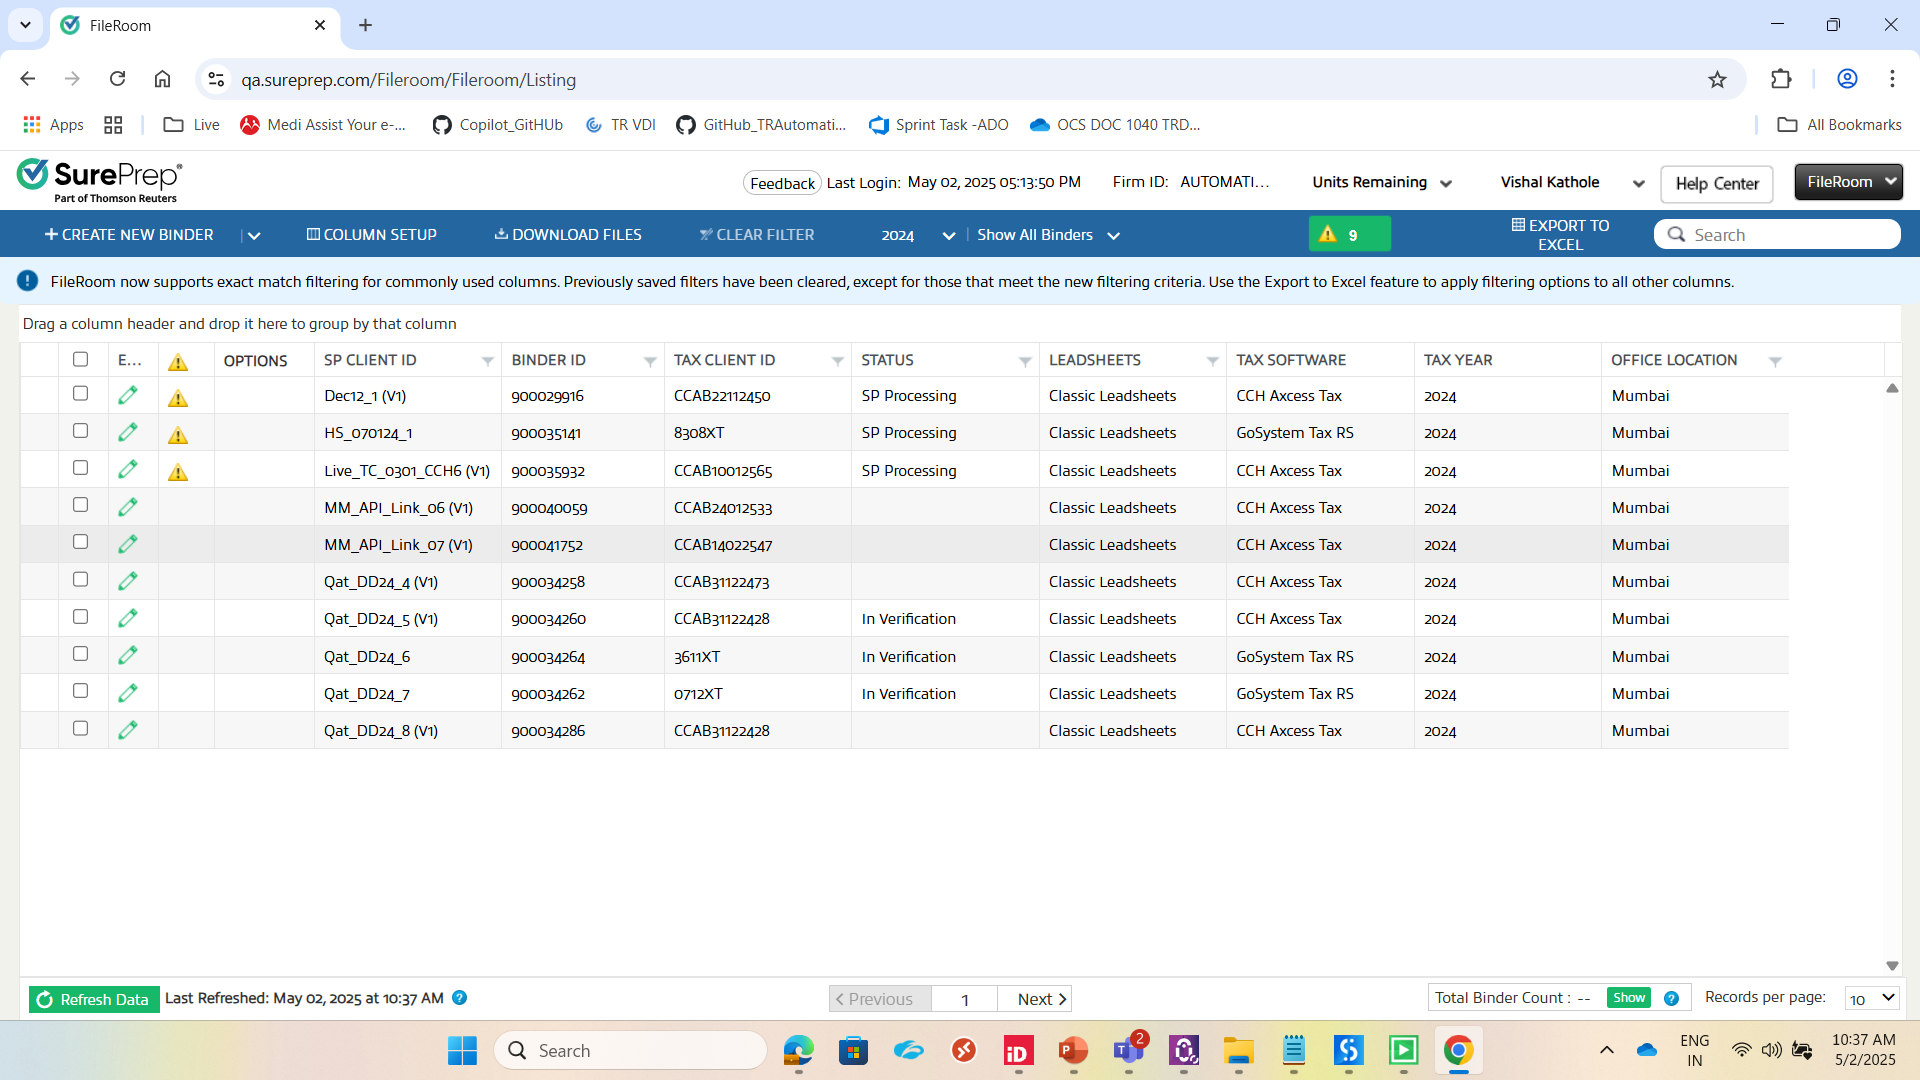 FileRoom
qa.sureprep.com/Fileroom/Fileroom/Listing
Apps Live Medi Assist Your e-... Copilot_GitHUb TR VDI GitHub_TRAutomati... Sprint Task -ADO OCS DOC 1040 TRD... All Bookmarks
SurePrep®
Part of Thomson Reuters
Feedback Last Login: May 02, 2025 05:13:50 PM Firm ID: AUTOMATI... Units Remaining Vishal Kathole Help Center FileRoom
+ CREATE NEW BINDER | COLUMN SETUP DOWNLOAD FILES CLEAR FILTER 2024 | Show All Binders 9 EXPORT TO EXCEL Search
FileRoom now supports exact match filtering for commonly used columns. Previously saved filters have been cleared, except for those that meet the new filtering criteria. Use the Export to Excel feature to apply filtering options to all other columns.
Drag a column header and drop it here to group by that column
E... OPTIONS SP CLIENT ID BINDER ID TAX CLIENT ID STATUS LEADSHEETS TAX SOFTWARE TAX YEAR OFFICE LOCATION
Dec12_1 (V1) 900029916 CCAB22112450 SP Processing Classic Leadsheets CCH Axcess Tax 2024 Mumbai
HS_070124_1 900035141 8308XT SP Processing Classic Leadsheets GoSystem Tax RS 2024 Mumbai
Live_TC_0301_CCH6 (V1) 900035932 CCAB10012565 SP Processing Classic Leadsheets CCH Axcess Tax 2024 Mumbai
MM_API_Link_06 (V1) 900040059 CCAB24012533 Classic Leadsheets CCH Axcess Tax 2024 Mumbai
MM_API_Link_07 (V1) 900041752 CCAB14022547 Classic Leadsheets CCH Axcess Tax 2024 Mumbai
Qat_DD24_4 (V1) 900034258 CCAB31122473 Classic Leadsheets CCH Axcess Tax 2024 Mumbai
Qat_DD24_5 (V1) 900034260 CCAB31122428 In Verification Classic Leadsheets CCH Axcess Tax 2024 Mumbai
Qat_DD24_6 900034264 3611XT In Verification Classic Leadsheets GoSystem Tax RS 2024 Mumbai
Qat_DD24_7 900034262 0712XT In Verification Classic Leadsheets GoSystem Tax RS 2024 Mumbai
Qat_DD24_8 (V1) 900034286 CCAB31122428 Classic Leadsheets CCH Axcess Tax 2024 Mumbai
Refresh Data Last Refreshed: May 02, 2025 at 10:37 AM ? Previous 1 Next Total Binder Count : -- Show ? Records per page: 10
Search 2 ENG IN 10:37 AM 5/2/2025